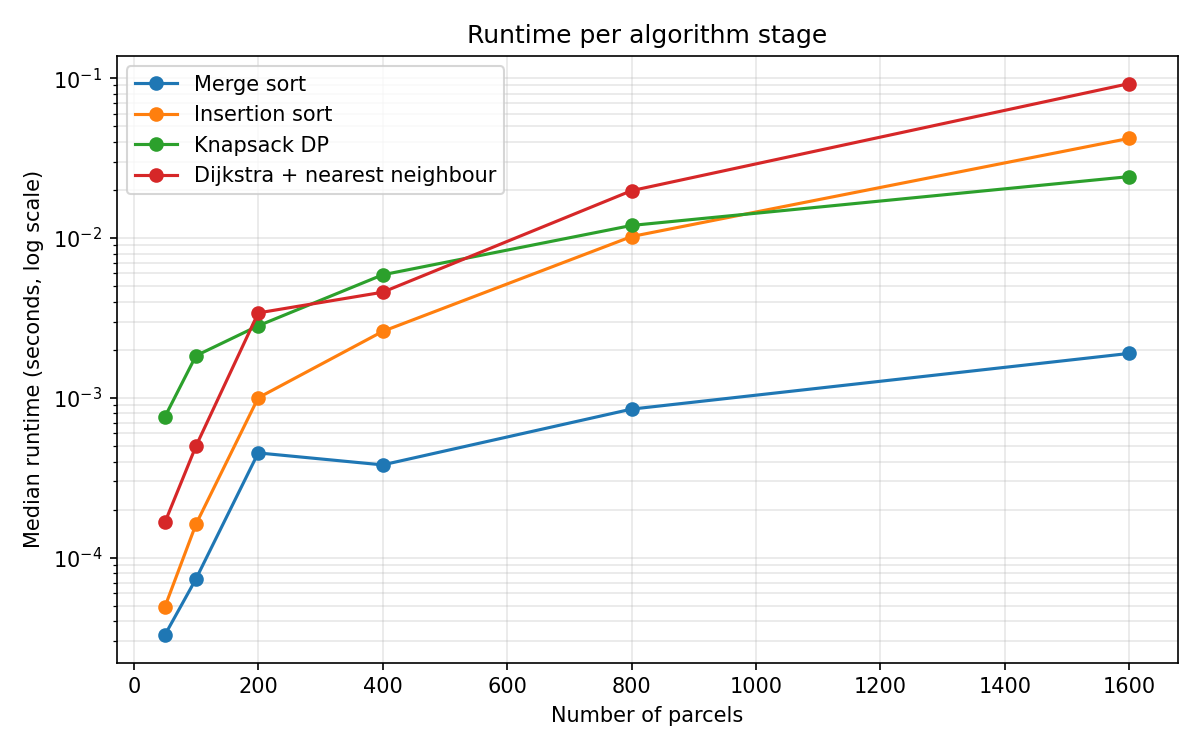 Runtime per algorithm stage
Merge sort
Insertion sort
Knapsack DP
Dijkstra + nearest neighbour
Median runtime (seconds, log scale)
10⁻¹
10⁻²
10⁻³
10⁻⁴
0 200 400 600 800 1000 1200 1400 1600
Number of parcels